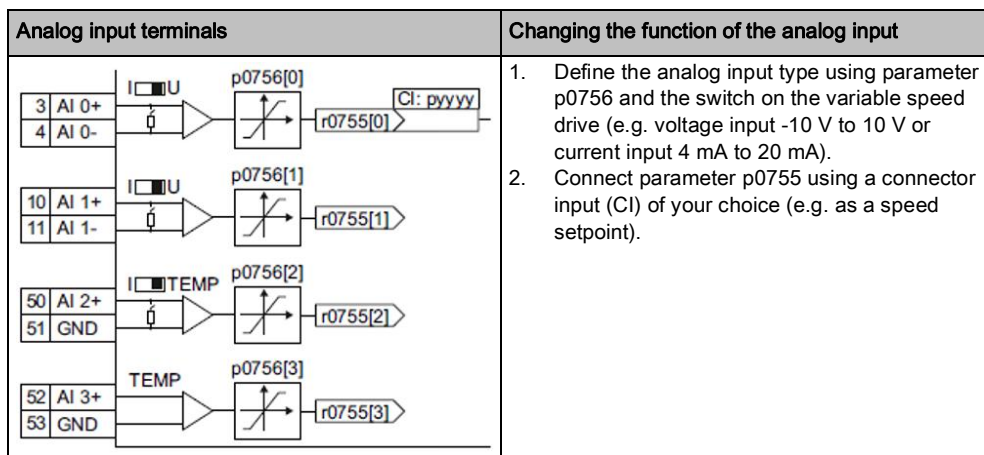 Analog input terminals
Changing the function of the analog input
I U
p0756[0]
CI: pyyyy
3 AI 0+
4 AI 0-
r0755[0]
I U
p0756[1]
10 AI 1+
11 AI 1-
r0755[1]
I TEMP
p0756[2]
50 AI 2+
51 GND
r0755[2]
TEMP
p0756[3]
52 AI 3+
53 GND
r0755[3]
1. Define the analog input type using parameter
p0756 and the switch on the variable speed
drive (e.g. voltage input -10 V to 10 V or
current input 4 mA to 20 mA).
2. Connect parameter p0755 using a connector
input (CI) of your choice (e.g. as a speed
setpoint).